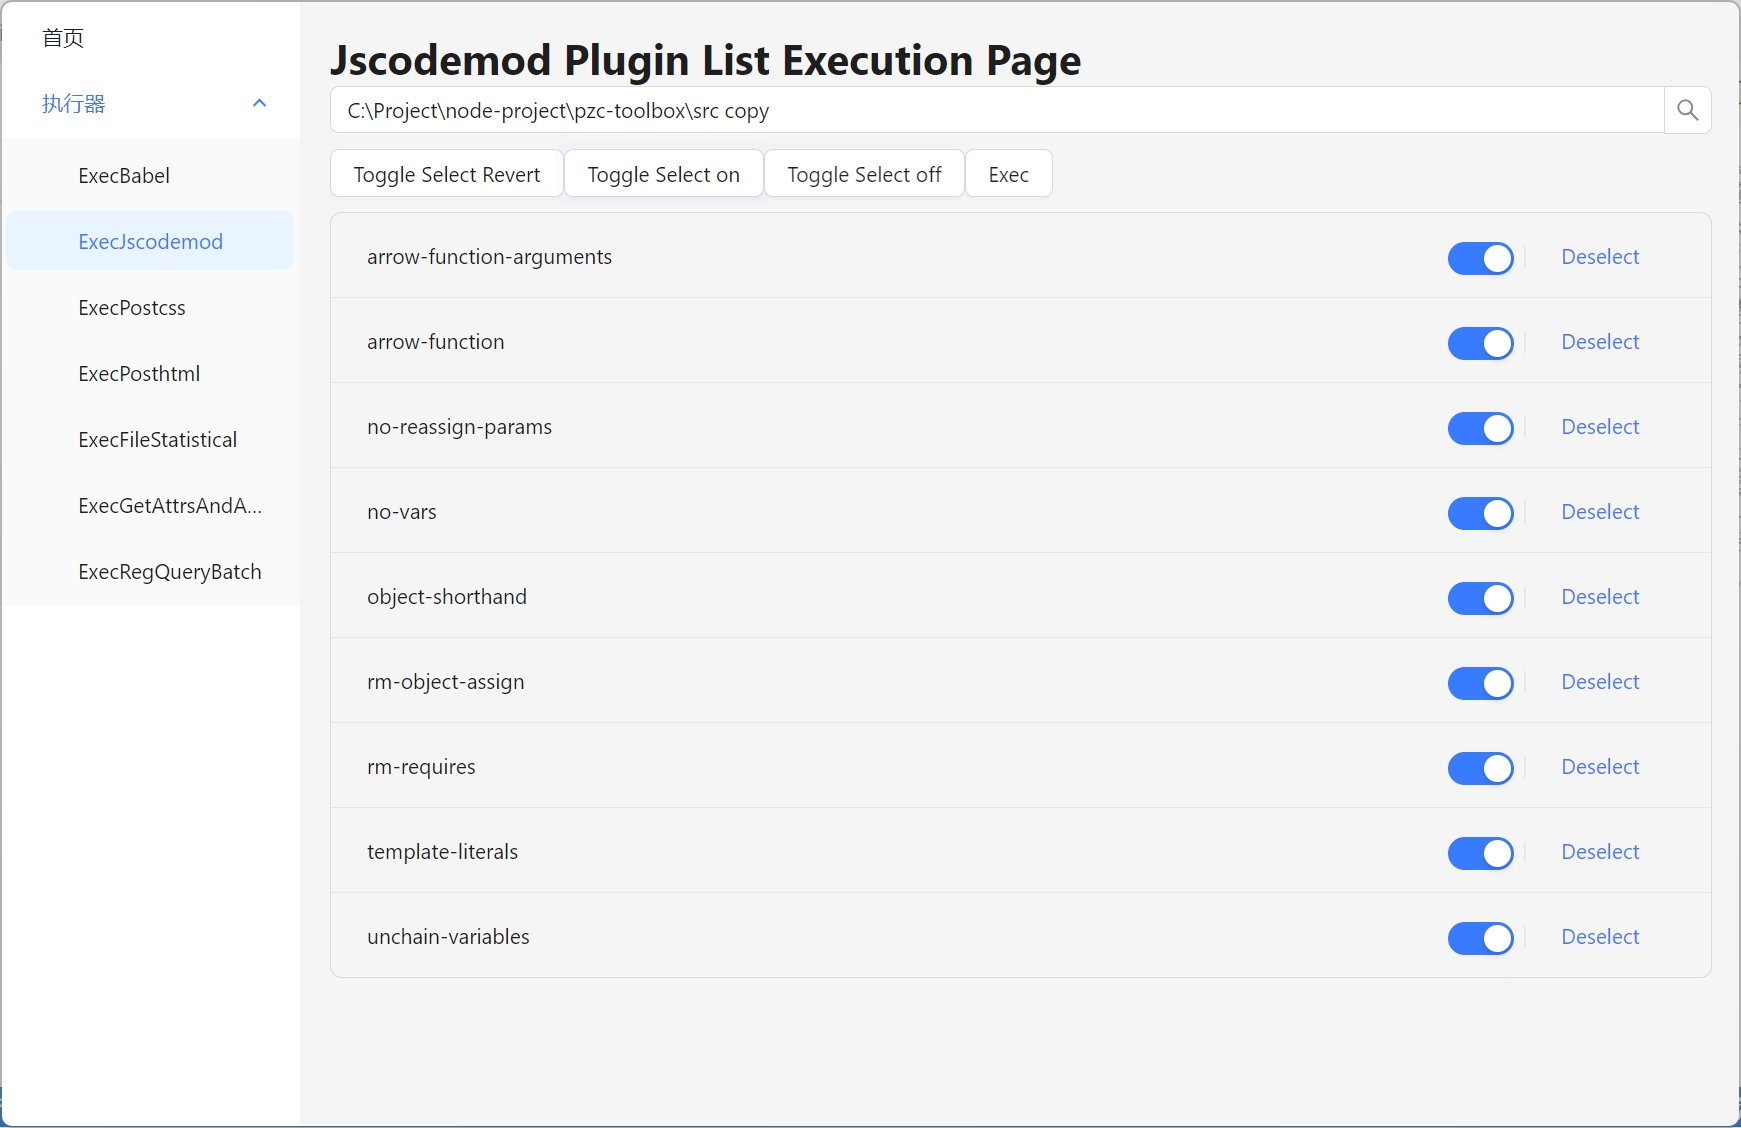 首页
执行器
ExecBabel
ExecJscodemod
ExecPostcss
ExecPosthtml
ExecFileStatistical
ExecGetAttrsAndA...
ExecRegQueryBatch
Jscodemod Plugin List Execution Page
C:\Project\node-project\pzc-toolbox\src copy
Toggle Select Revert Toggle Select on Toggle Select off Exec
arrow-function-arguments Deselect
arrow-function Deselect
no-reassign-params Deselect
no-vars Deselect
object-shorthand Deselect
rm-object-assign Deselect
rm-requires Deselect
template-literals Deselect
unchain-variables Deselect